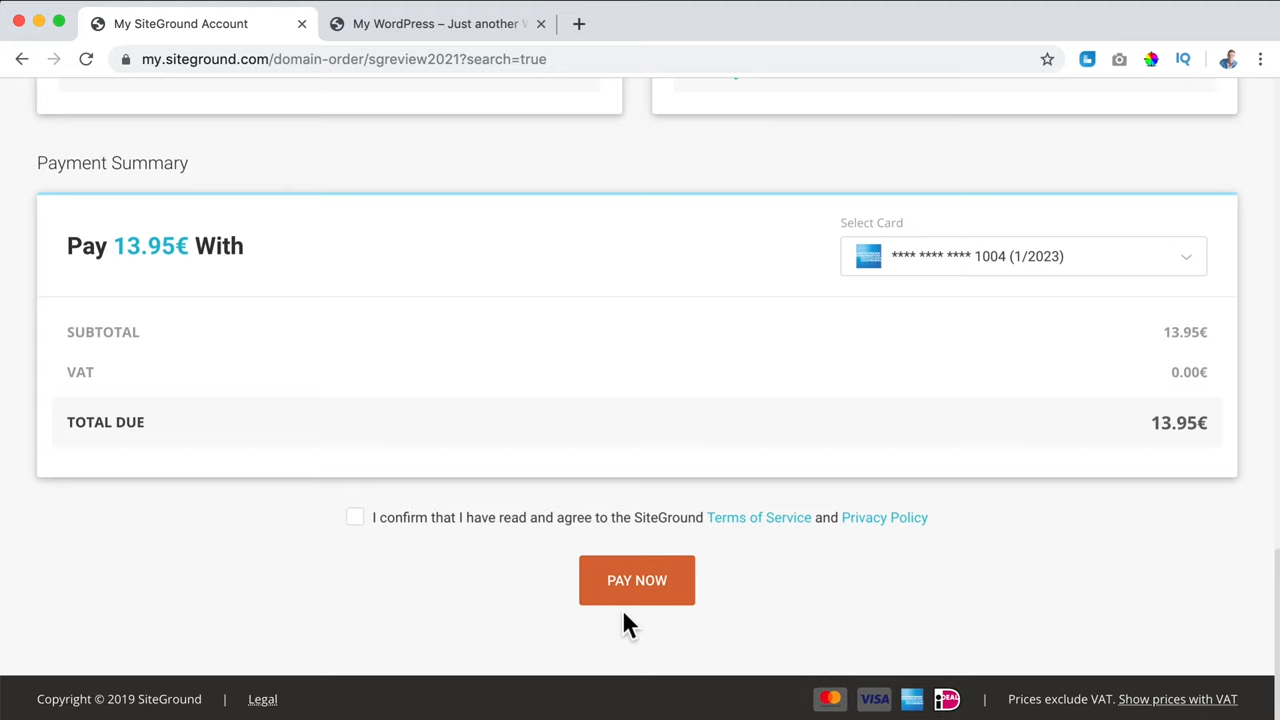 My SiteGround Account
My WordPress – Just another W
my.siteground.com/domain-order/sgreview2021?search=true
IQ
Payment Summary
Pay 13.95€ With
Select Card
**** **** **** 1004 (1/2023)
SUBTOTAL
13.95€
VAT
0.00€
TOTAL DUE
13.95€
I confirm that I have read and agree to the SiteGround Terms of Service and Privacy Policy
PAY NOW
Copyright © 2019 SiteGround | Legal
VISA
iDEAL
| Prices exclude VAT. Show prices with VAT